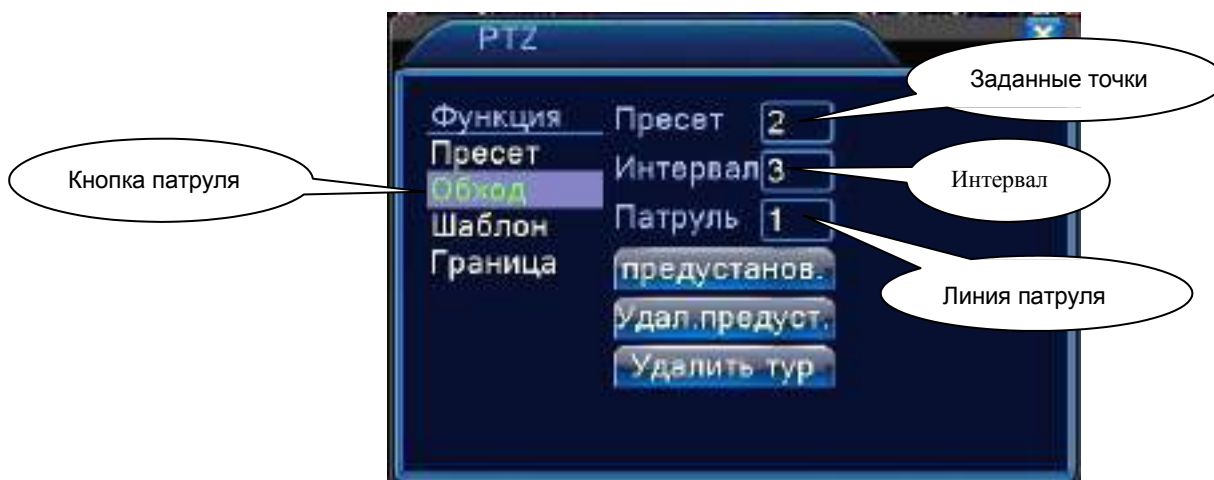 PTZ
Заданные точки
Функция
Пресет 2
Пресет
Интервал 3
Интервал
Кнопка патруля
Обход
Шаблон
Патруль 1
Граница
предустанов.
Линия патруля
Удал.предуст.
Удалить тур